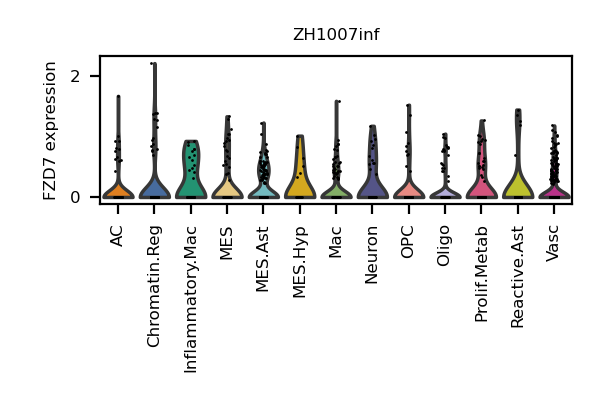 ZH1007inf
FZD7 expression
2
0
AC
Chromatin.Reg
Inflammatory.Mac
MES
MES.Ast
MES.Hyp
Mac
Neuron
OPC
Oligo
Prolif.Metab
Reactive.Ast
Vasc